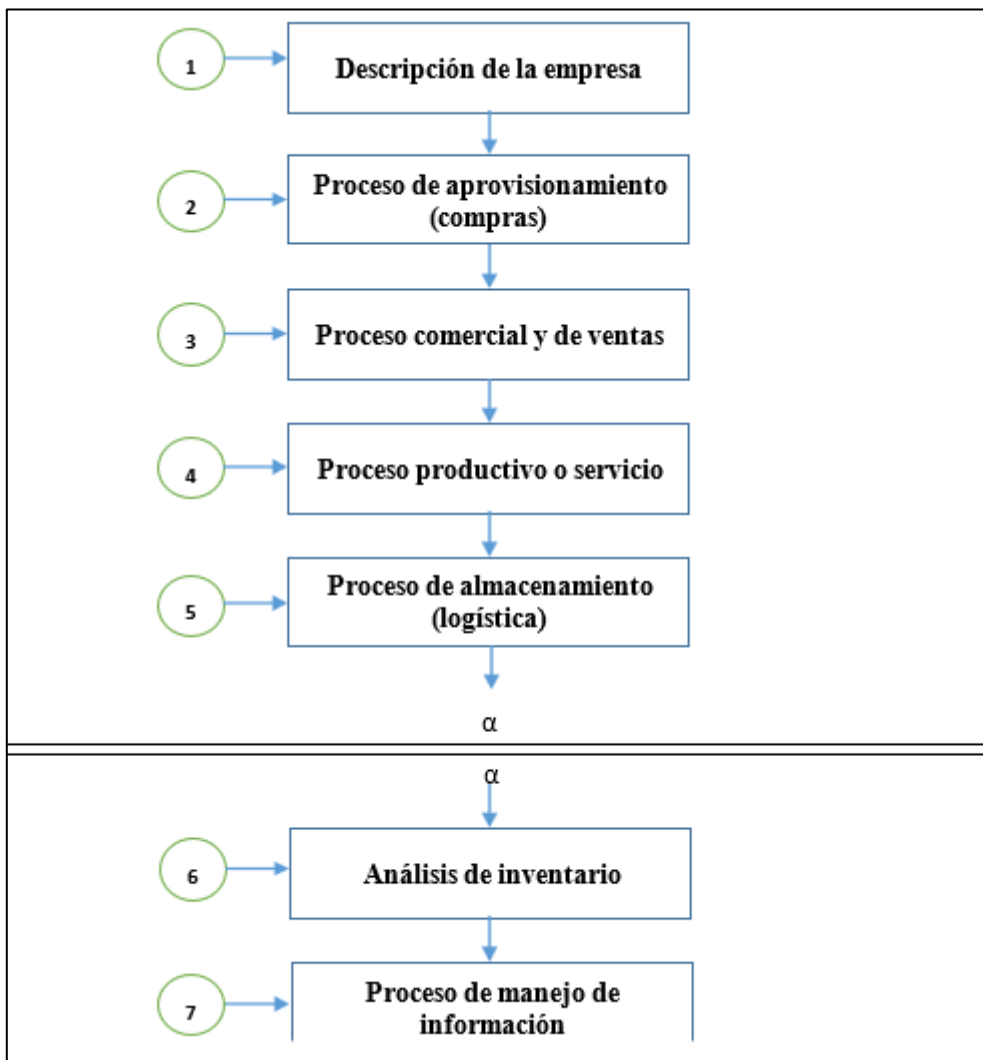 1
Descripción de la empresa
2
Proceso de aprovisionamiento
(compras)
3
Proceso comercial y de ventas
4
Proceso productivo o servicio
5
Proceso de almacenamiento
(logística)
α
α
6
Análisis de inventario
7
Proceso de manejo de
información